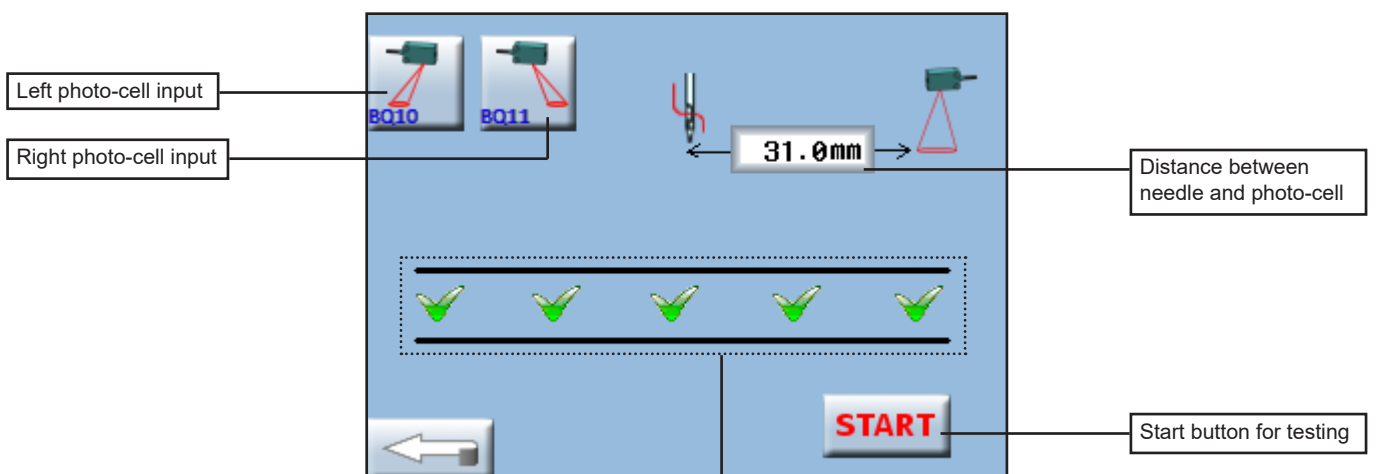 Left photo-cell input
BQ10
BQ11
Right photo-cell input
31.0mm
Distance between
needle and photo-cell
START
Start button for testing